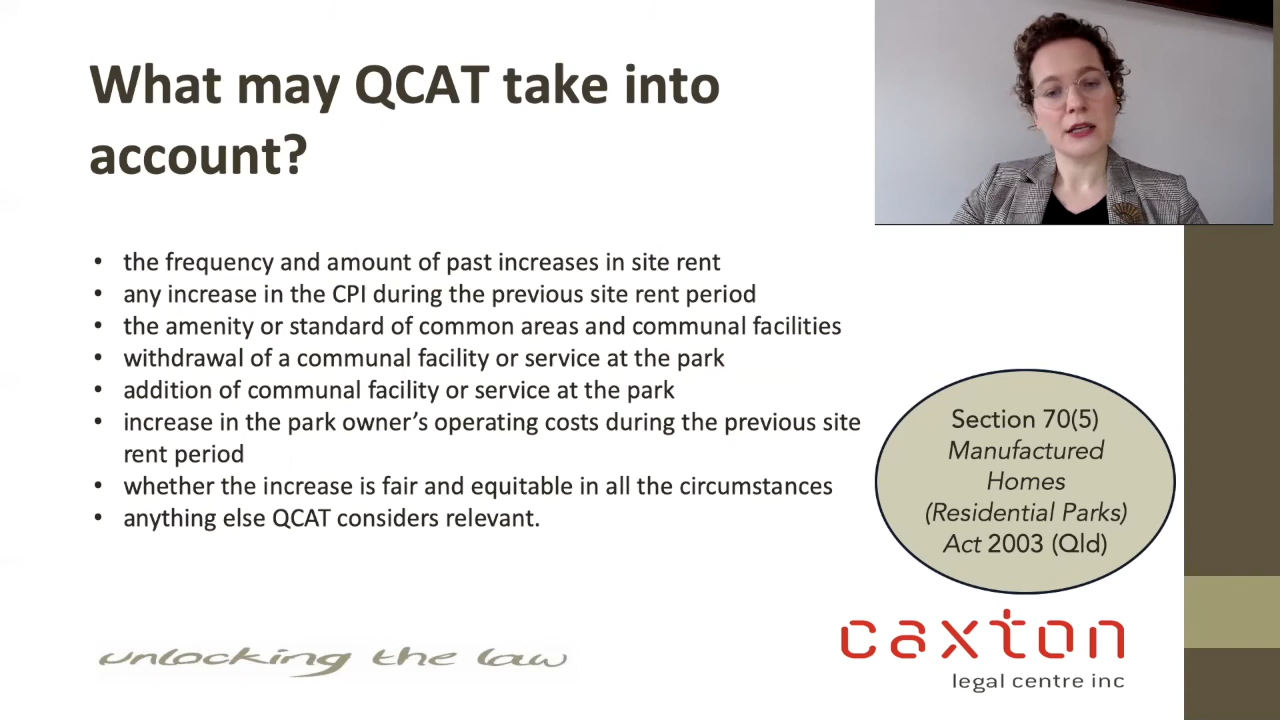 What may QCAT take into
account?
• the frequency and amount of past increases in site rent
• any increase in the CPI during the previous site rent period
• the amenity or standard of common areas and communal facilities
• withdrawal of a communal facility or service at the park
• addition of communal facility or service at the park
• increase in the park owner’s operating costs during the previous site
rent period
• whether the increase is fair and equitable in all the circumstances
• anything else QCAT considers relevant.
Section 70(5)
Manufactured
Homes
(Residential Parks)
Act 2003 (Qld)
unlocking the law
caxton
legal centre inc